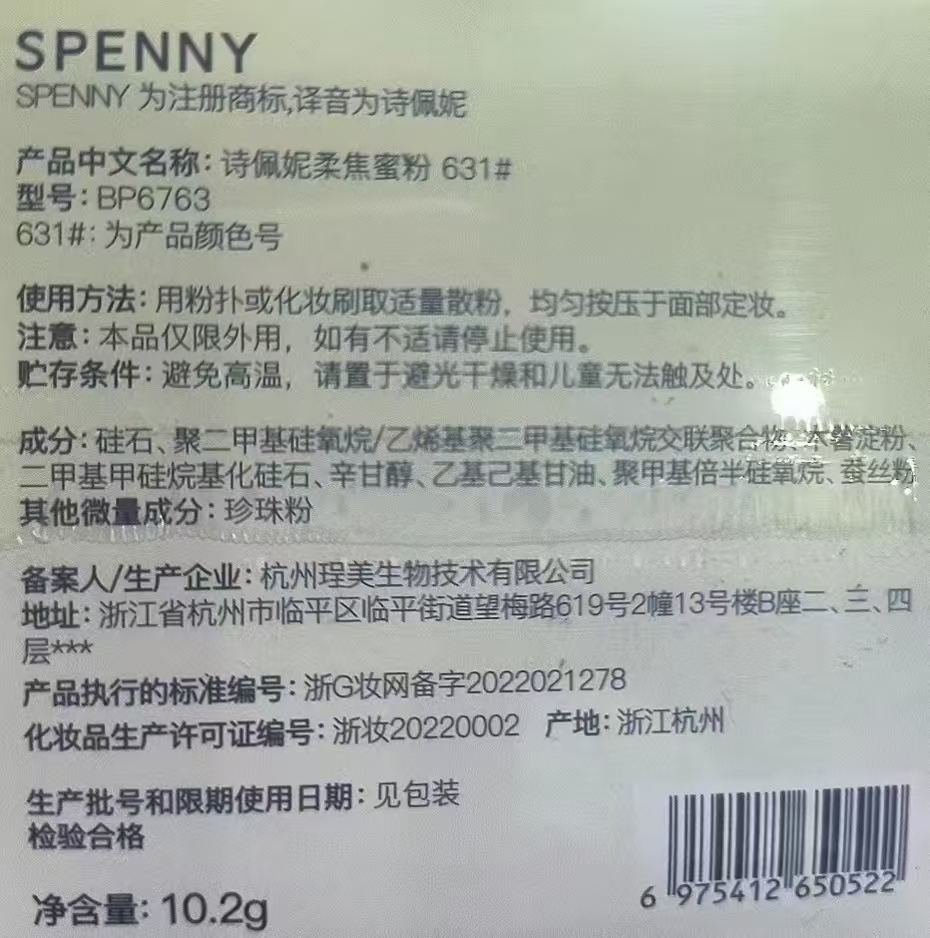 SPENNY
SPENNY 为注册商标,译音为诗佩妮
产品中文名称：诗佩妮柔焦蜜粉 631#
型号：BP6763
631#：为产品颜色号
使用方法：用粉扑或化妆刷取适量散粉，均匀按压于面部定妆。
注意：本品仅限外用，如有不适请停止使用。
贮存条件：避免高温，请置于避光干燥和儿童无法触及处。
成分：硅石、聚二甲基硅氧烷/乙烯基聚二甲基硅氧烷交联聚合物、木薯淀粉、
二甲基甲硅烷基化硅石、辛甘醇、乙基己基甘油、聚甲基倍半硅氧烷、蚕丝粉
其他微量成分：珍珠粉
备案人/生产企业：杭州珵美生物技术有限公司
地址：浙江省杭州市临平区临平街道望梅路619号2幢13号楼B座二、三、四
层***
产品执行的标准编号：浙G妆网备字2022021278
化妆品生产许可证编号：浙妆20220002 产地：浙江杭州
生产批号和限期使用日期：见包装
检验合格
净含量：10.2g
6 975412 650522